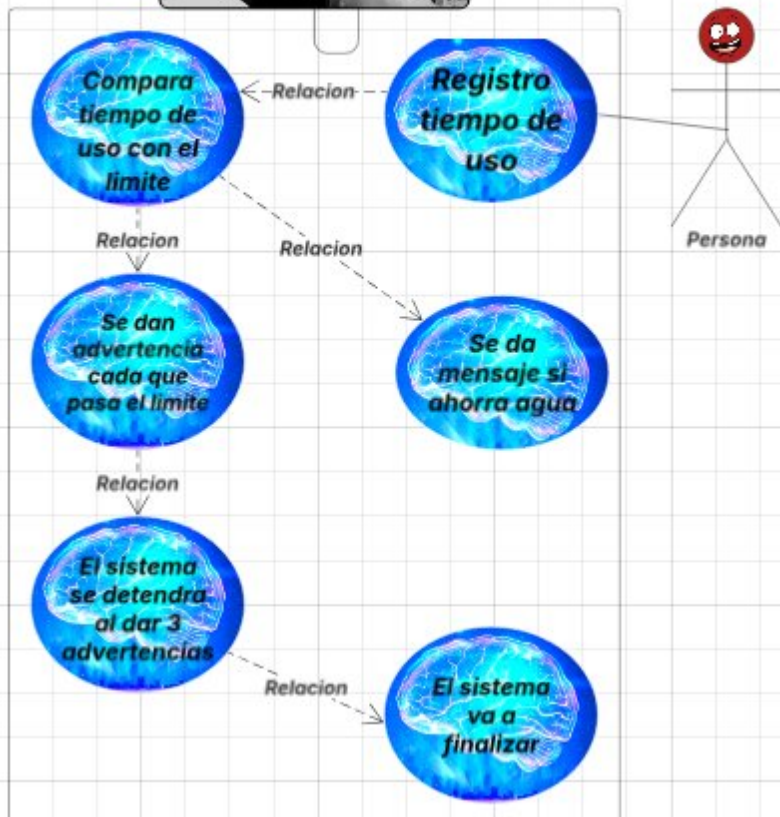 Compara
tiempo de
uso con el
limite
Relacion
Registro
tiempo de
uso
Persona
Relacion
Relacion
Se dan
advertencia
cada que
pasa el limite
Se da
mensaje si
ahorra agua
Relacion
El sistema
se detendra
al dar 3
advertencias
Relacion
El sistema
va a
finalizar